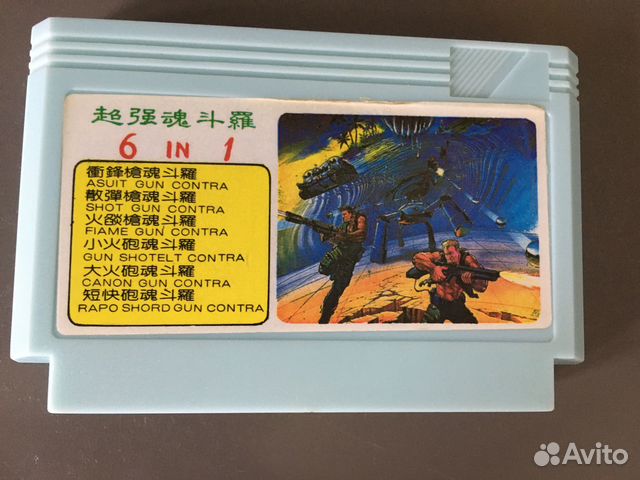 超强魂斗羅
6 IN 1
衝鋒槍魂斗羅
ASUIT GUN CONTRA
散彈槍魂斗羅
SHOT GUN CONTRA
火燄槍魂斗羅
FIAME GUN CONTRA
小火砲魂斗羅
GUN SHOTELT CONTRA
大火砲魂斗羅
CANON GUN CONTRA
短快砲魂斗羅
RAPO SHORD GUN CONTRA
Avito